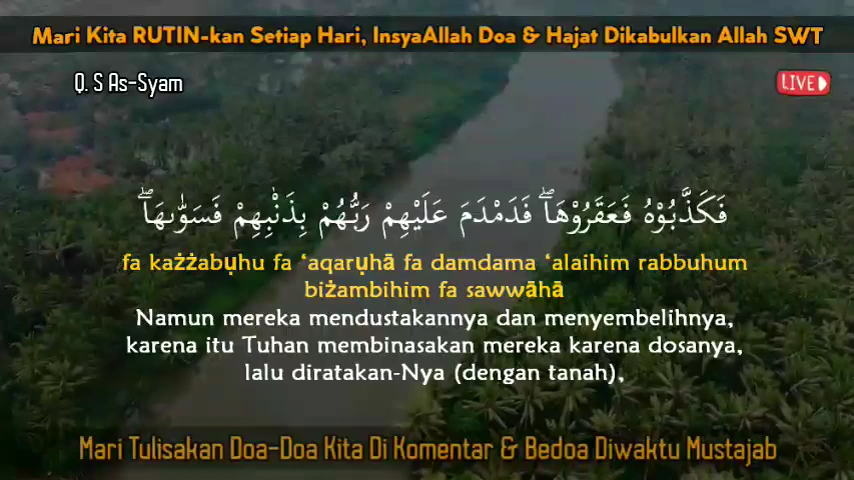 Mari Kita RUTIN-kan Setiap Hari, InsyaAllah Doa & Hajat Dikabulkan Allah SWT
Q. S As-Syam
LIVE
فَكَذَّبُوْهُ فَعَقَرُوْهَاۖ فَدَمْدَمَ عَلَيْهِمْ رَبُّهُمْ بِذَنْۢبِهِمْ فَسَوّٰىهَاۖ
fa każżabụhu fa ‘aqarụhā fa damdama ‘alaihim rabbuhum
biżambihim fa sawwāhā
Namun mereka mendustakannya dan menyembelihnya,
karena itu Tuhan membinasakan mereka karena dosanya,
lalu diratakan-Nya (dengan tanah),
Mari Tulisakan Doa-Doa Kita Di Komentar & Bedoa Diwaktu Mustajab